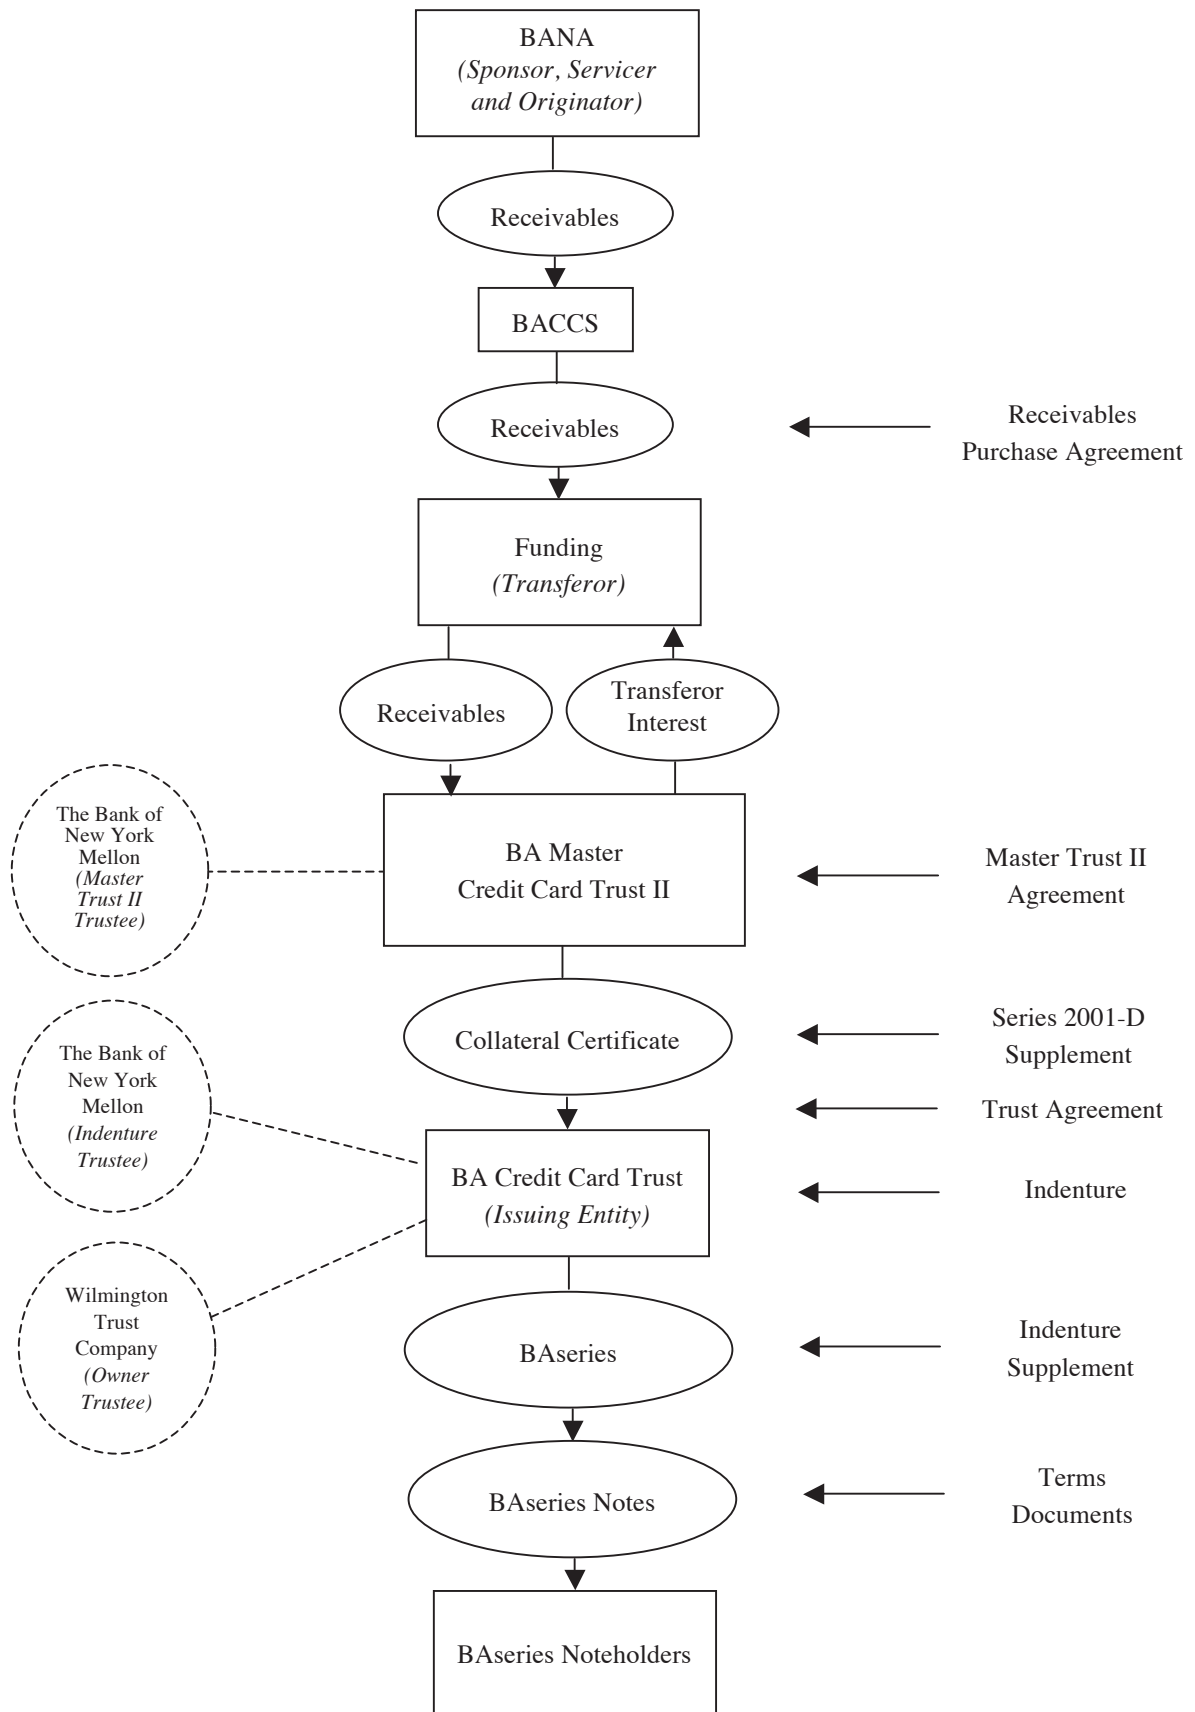 BANA
(Sponsor, Servicer
and Originator)
Receivables
BACCS
Receivables
Receivables
Purchase Agreement
Funding
(Transferor)
Receivables
Transferor
Interest
The Bank of
New York
Mellon
(Master
Trust II
Trustee)
BA Master
Credit Card Trust II
Master Trust II
Agreement
Collateral Certificate
Series 2001-D
Supplement
The Bank of
New York
Mellon
(Indenture
Trustee)
Trust Agreement
BA Credit Card Trust
(Issuing Entity)
Indenture
Wilmington
Trust
Company
(Owner
Trustee)
BAseries
Indenture
Supplement
BAseries Notes
Terms
Documents
BAseries Noteholders